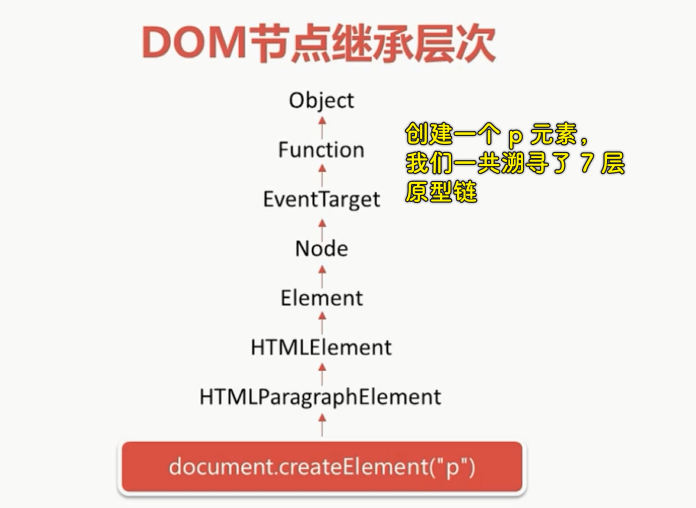 DOM节点继承层次
Object
Function
EventTarget
Node
Element
HTMLElement
HTMLParagraphElement
document.createElement("p")
创建一个 p 元素，
我们一共溯寻了 7 层
原型链